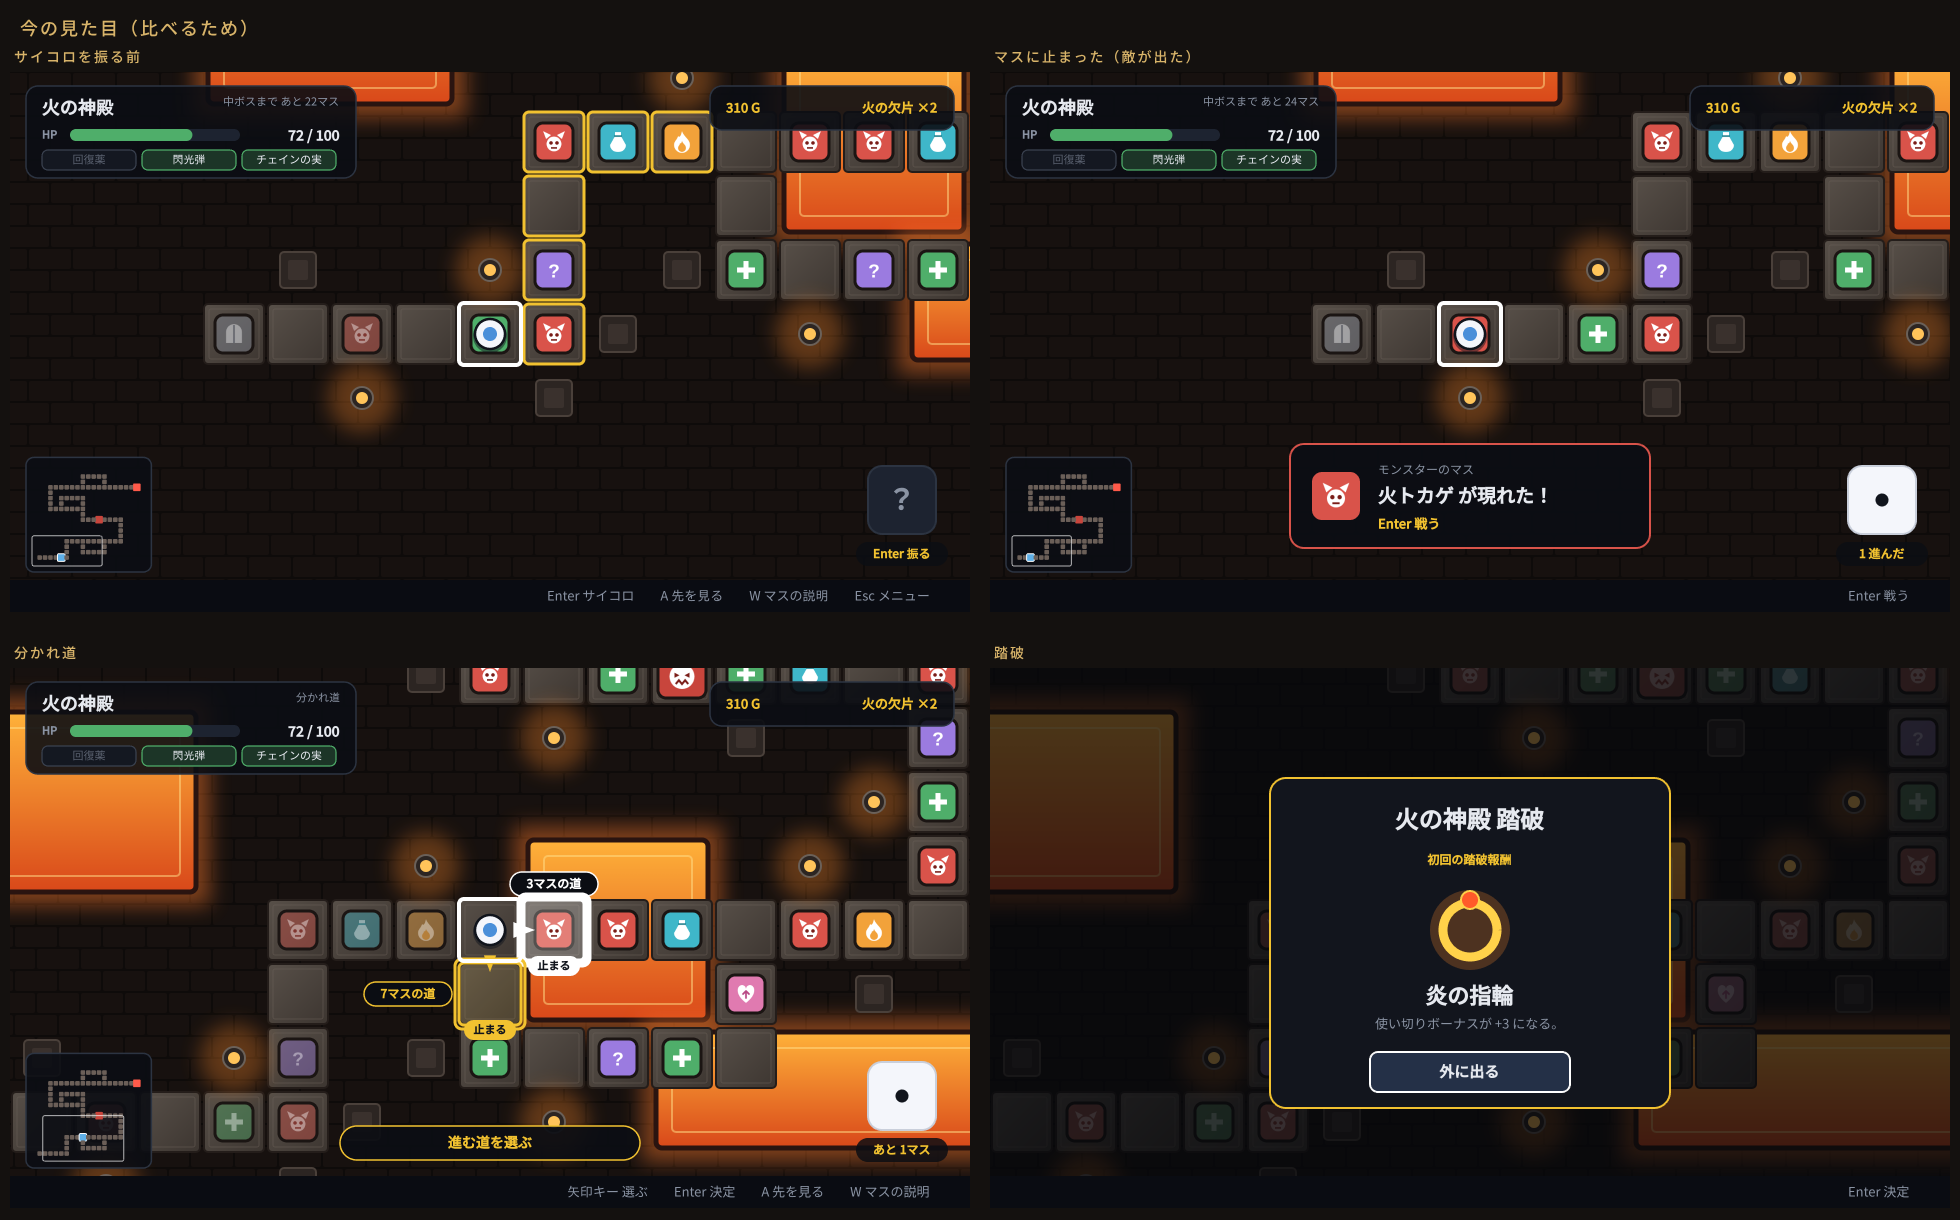 今の見た目（比べるため）
サイコロを振る前
火の神殿
中ボスまで あと 22マス
HP
72 / 100
回復薬
閃光弾
チェインの実
310 G
火の欠片 ×2
?
?
?
Enter 振る
Enter サイコロ
A 先を見る
W マスの説明
Esc メニュー
マスに止まった（敵が出た）
火の神殿
中ボスまで あと 24マス
HP
72 / 100
回復薬
閃光弾
チェインの実
310 G
火の欠片 ×2
?
モンスターのマス
火トカゲ が現れた！
Enter 戦う
1 進んだ
Enter 戦う
分かれ道
火の神殿
分かれ道
HP
72 / 100
回復薬
閃光弾
チェインの実
310 G
火の欠片 ×2
?
3マスの道
止まる
7マスの道
止まる
?
?
進む道を選ぶ
あと 1マス
矢印キー 選ぶ
Enter 決定
A 先を見る
W マスの説明
踏破
?
火の神殿 踏破
初回の踏破報酬
炎の指輪
使い切りボーナスが +3 になる。
外に出る
Enter 決定